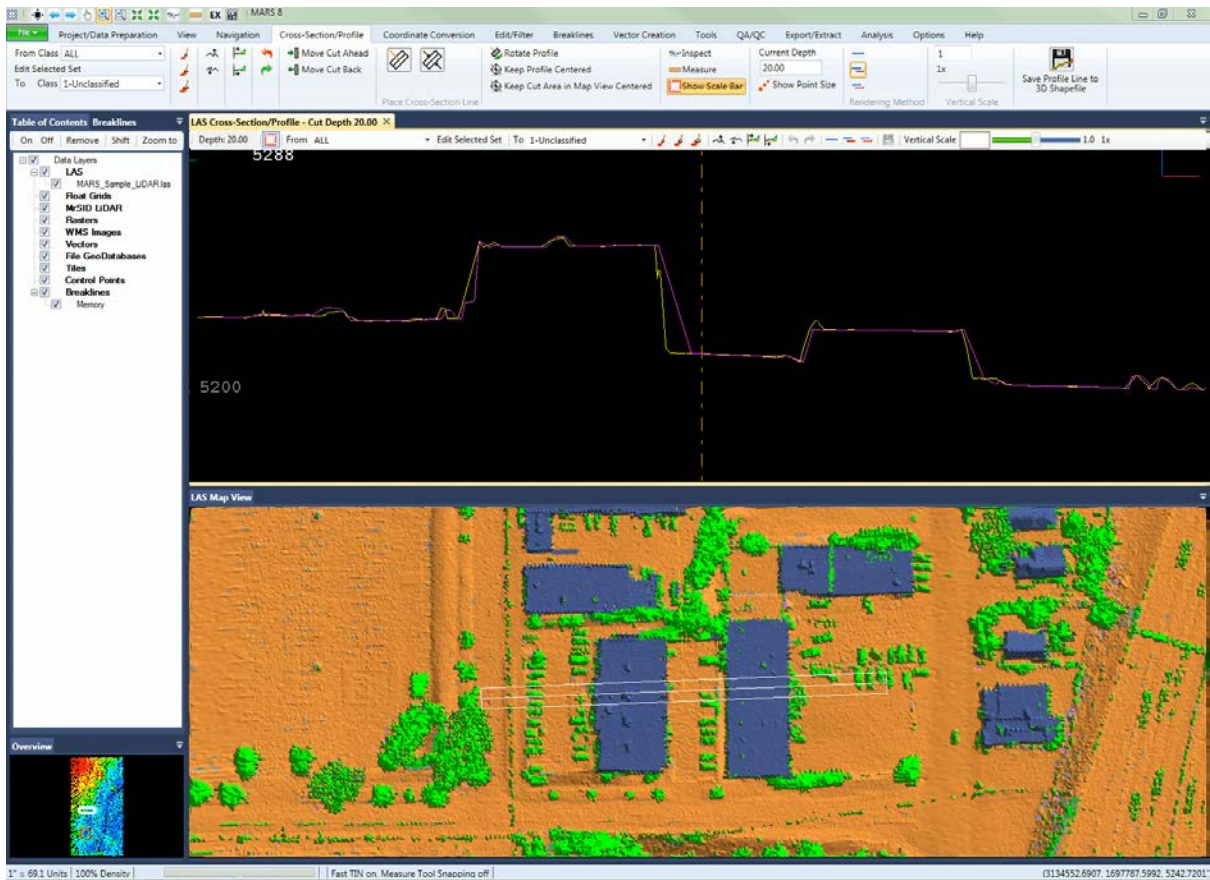 EX MARS 8
File Project/Data Preparation View Navigation Cross-Section/Profile Coordinate Conversion Edit/Filter Breaklines Vector Creation Tools QA/QC Export/Extract Analysis Options Help
From Class ALL
Edit Selected Set
To Class 1-Unclassified
Move Cut Ahead
Move Cut Back
Place Cross-Section Line
Rotate Profile
Keep Profile Centered
Keep Cut Area in Map View Centered
Inspect
Measure
Show Scale Bar
Current Depth
20.00
Show Point Size
Rendering Method
1
1x
Vertical Scale
Save Profile Line to
3D Shapefile
Table of Contents Breaklines
On Off Remove Shift Zoom to
Data Layers
LAS
MARS_Sample_LiDAR.las
Float Grids
MrSID LiDAR
Rasters
WMS Images
Vectors
File GeoDatabases
Tiles
Control Points
Breaklines
Memory
LAS Cross-Section/Profile - Cut Depth 20.00
Depth: 20.00 From ALL Edit Selected Set To 1-Unclassified Vertical Scale 1.0 1x
5288
5200
LAS Map View
Overview
1" = 69.1 Units 100% Density Fast TIN on. Measure Tool Snapping off (3134552.6907, 1697787.5992, 5242.7201)